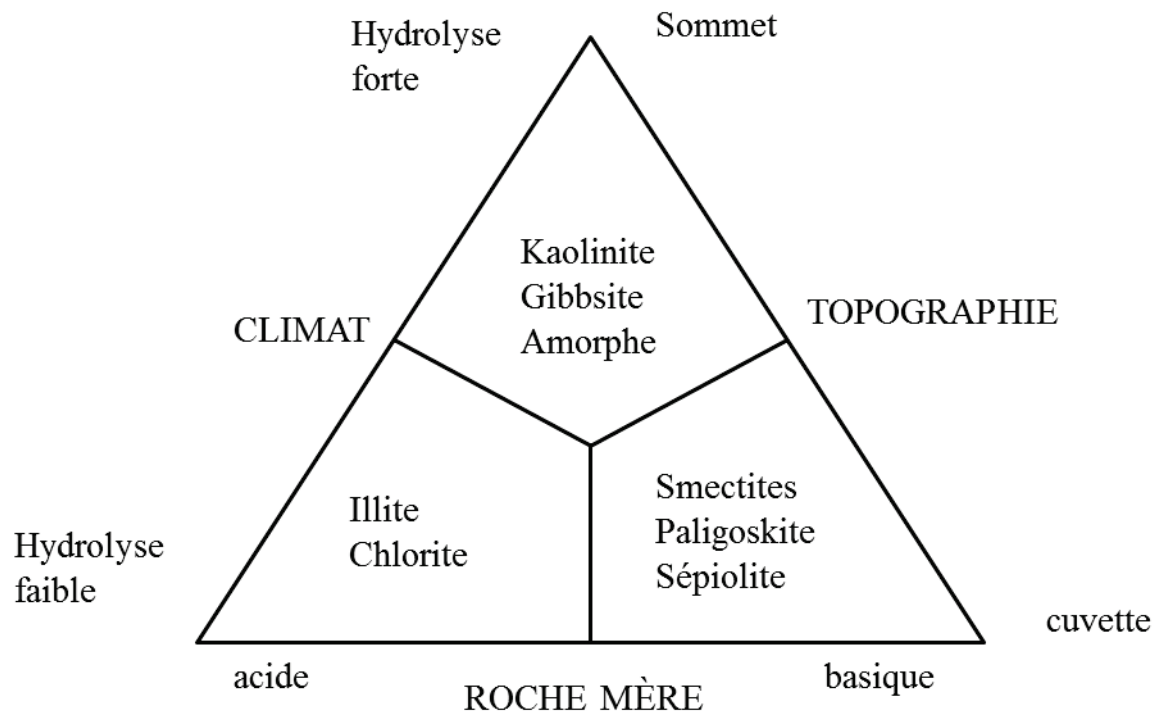 Hydrolyse
forte
Sommet
Kaolinite
Gibbsite
Amorphe
CLIMAT
TOPOGRAPHIE
Illite
Chlorite
Smectites
Paligoskite
Sépiolite
Hydrolyse
faible
cuvette
acide
ROCHE MÈRE
basique